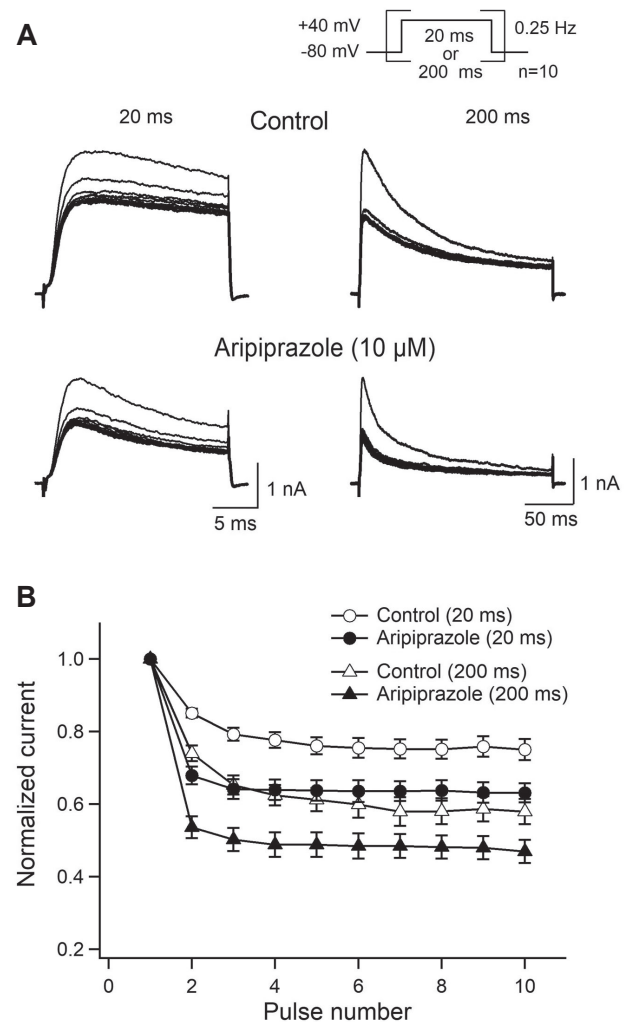 A
+40 mV
-80 mV
20 ms
or
200 ms
0.25 Hz
n=10
20 ms
Control
200 ms
Aripiprazole (10 µM)
1 nA
5 ms
1 nA
50 ms
B
Control (20 ms)
Aripiprazole (20 ms)
Control (200 ms)
Aripiprazole (200 ms)
Normalized current
1.0
0.8
0.6
0.4
0.2
0 2 4 6 8 10
Pulse number